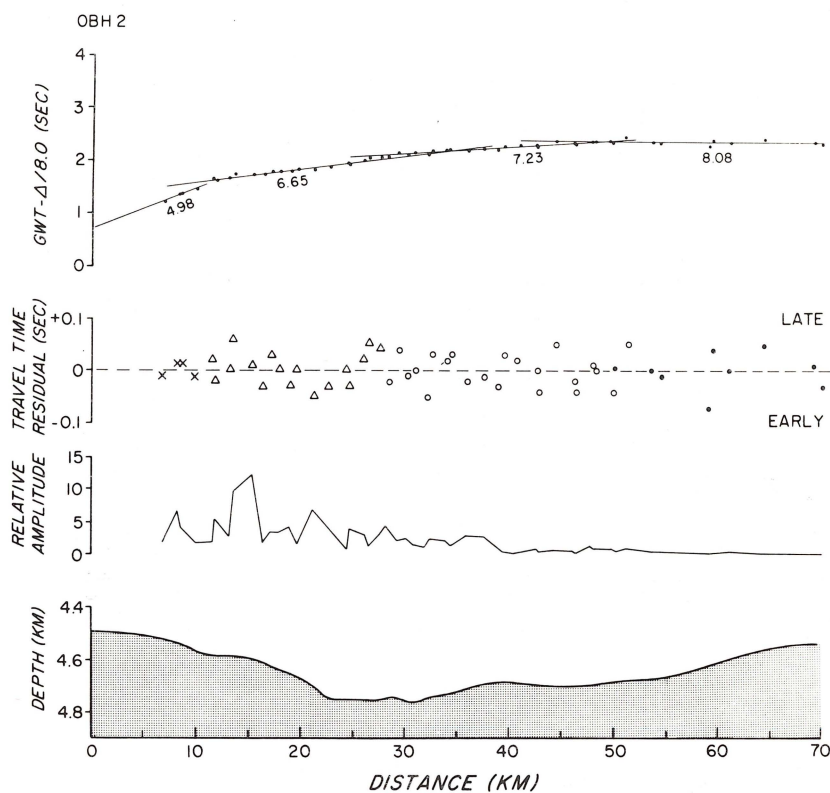 OBH 2
GWT-Δ/8.0 (SEC)
4
3
2
1
0
4.98
6.65
7.23
8.08
TRAVEL TIME
RESIDUAL (SEC)
+0.1
0
-0.1
LATE
EARLY
RELATIVE
AMPLITUDE
15
10
5
0
DEPTH (KM)
4.4
4.6
4.8
0 10 20 30 40 50 60 70
DISTANCE (KM)